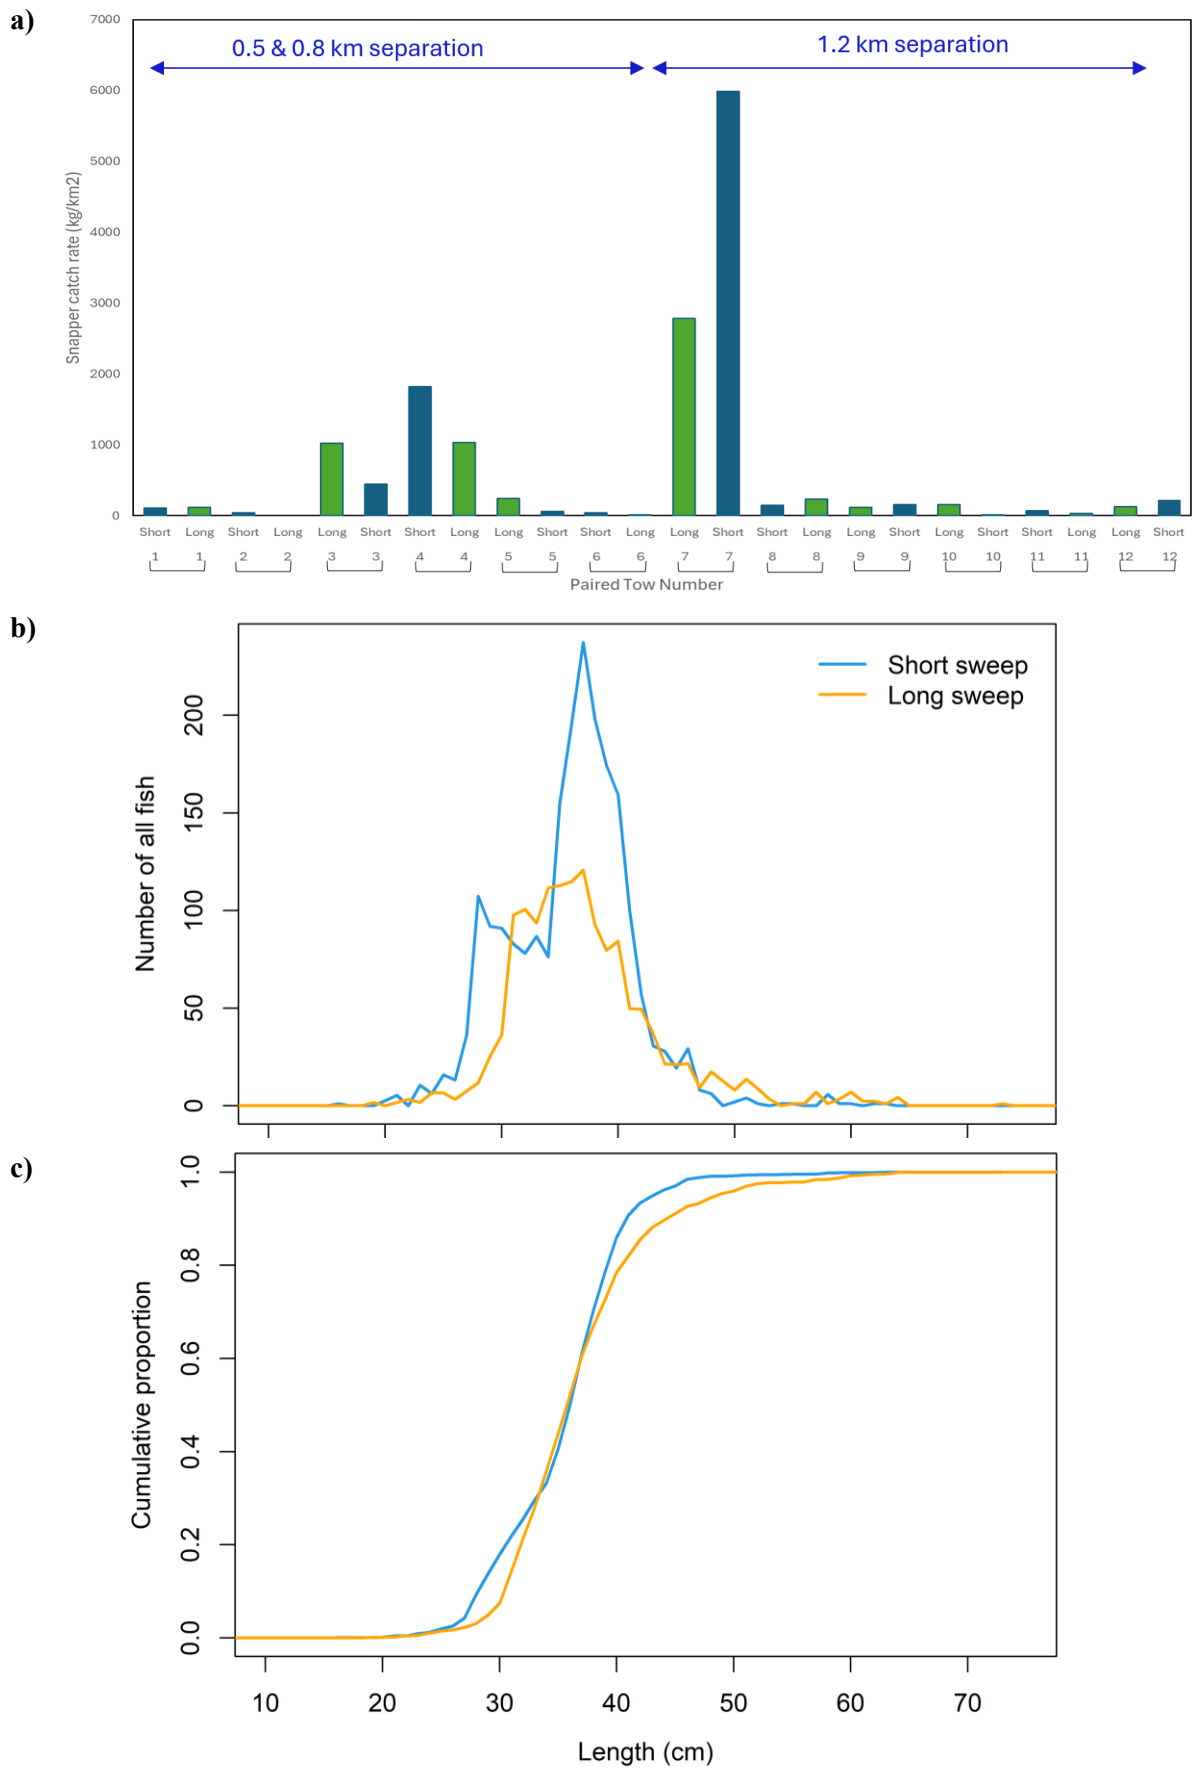 a)
7000
0.5 & 0.8 km separation
1.2 km separation
6000
5000
4000
3000
2000
1000
0
Snapper catch rate (kg/km2)
Short Long Short Long Long Short Short Long Long Short Short Long Long Short Short Long Long Short Long Short Short Long Long Short
1 1 2 2 3 3 4 4 5 5 6 6 7 7 8 8 9 9 10 10 11 11 12 12
Paired Tow Number
b)
Short sweep
Long sweep
200
150
100
50
0
Number of all fish
c)
1.0
0.8
0.6
0.4
0.2
0.0
Cumulative proportion
10 20 30 40 50 60 70
Length (cm)